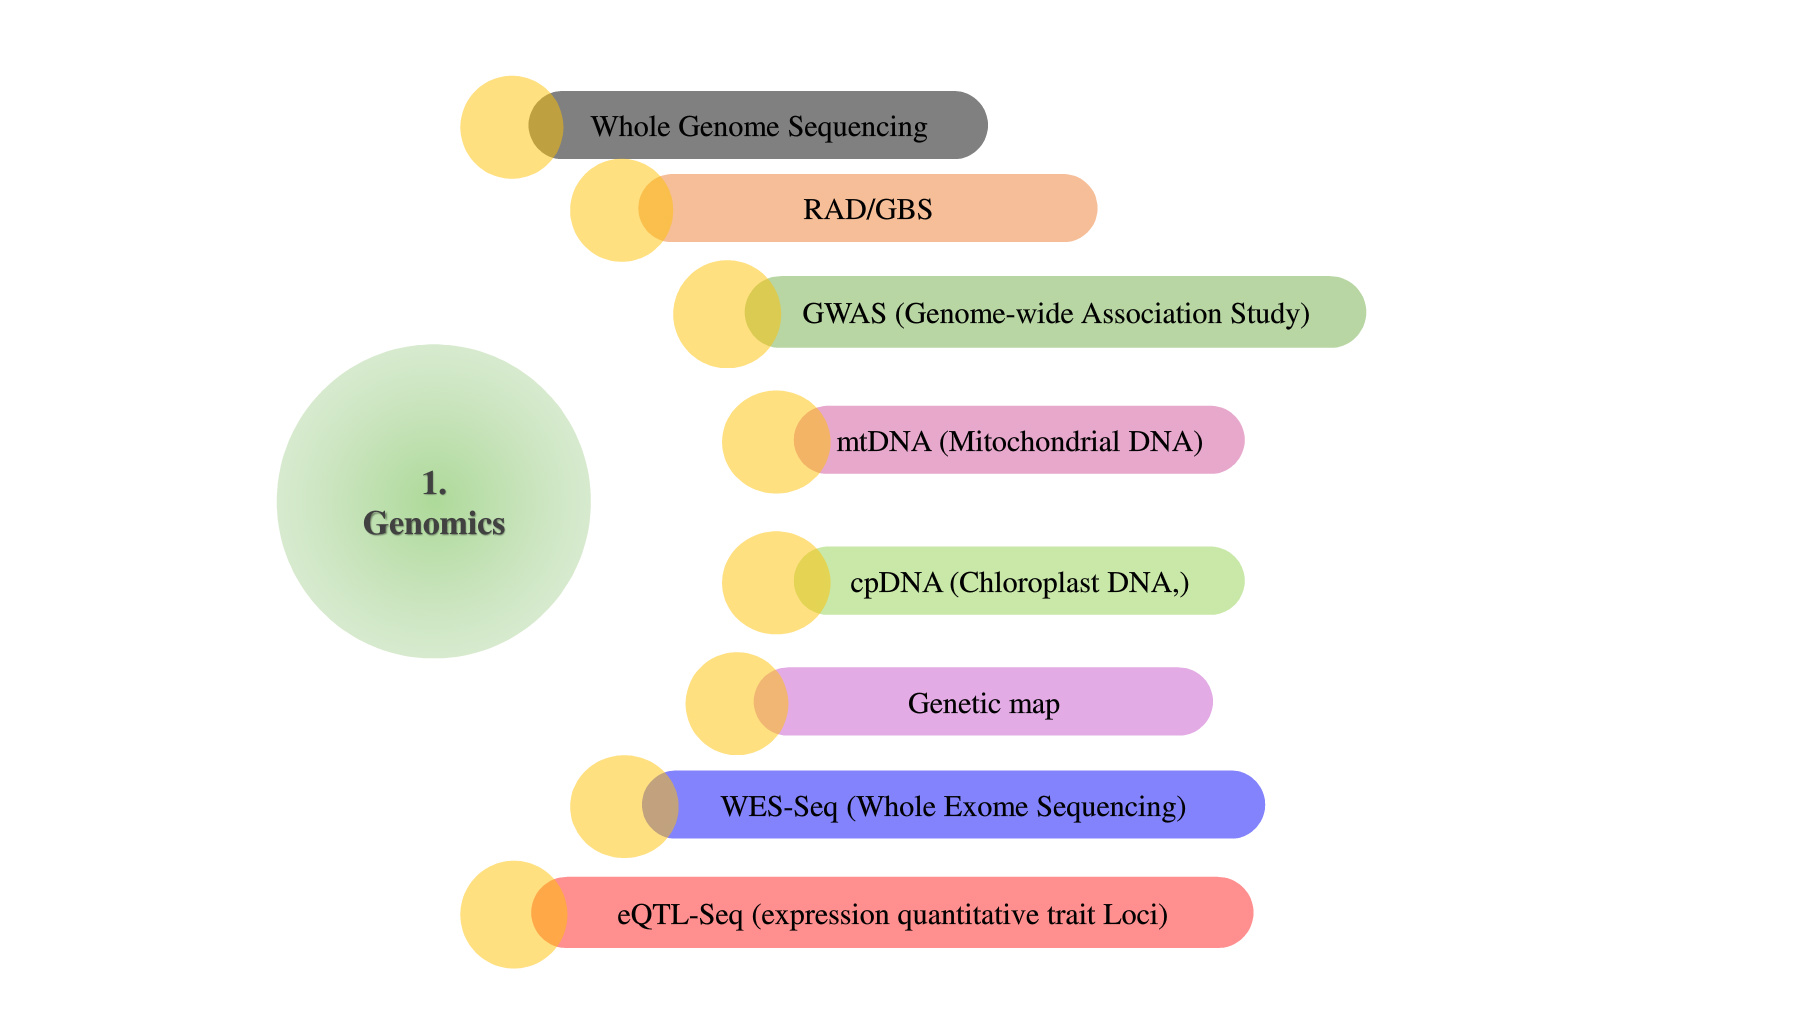 Whole Genome Sequencing
RAD/GBS
GWAS (Genome-wide Association Study)
mtDNA (Mitochondrial DNA)
1.
Genomics
cpDNA (Chloroplast DNA,)
Genetic map
WES-Seq (Whole Exome Sequencing)
eQTL-Seq (expression quantitative trait Loci)